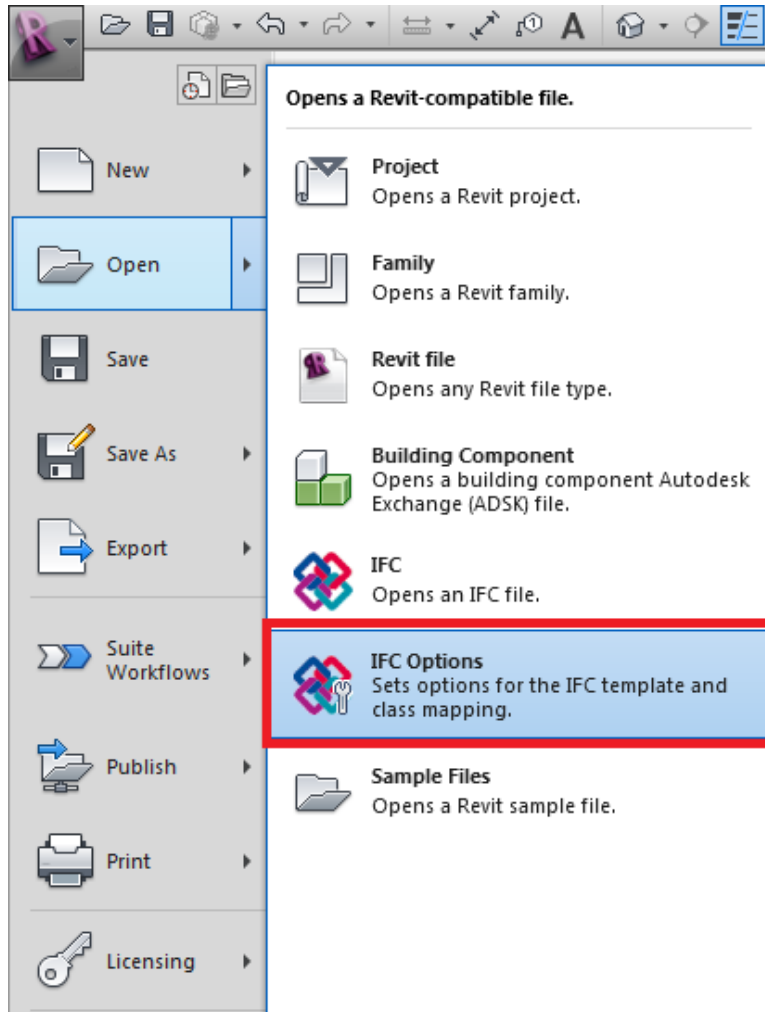 Opens a Revit-compatible file.
New
Open
Save
Save As
Export
Suite
Workflows
Publish
Print
Licensing
Project
Opens a Revit project.
Family
Opens a Revit family.
Revit file
Opens any Revit file type.
Building Component
Opens a building component Autodesk
Exchange (ADSK) file.
IFC
Opens an IFC file.
IFC Options
Sets options for the IFC template and
class mapping.
Sample Files
Opens a Revit sample file.